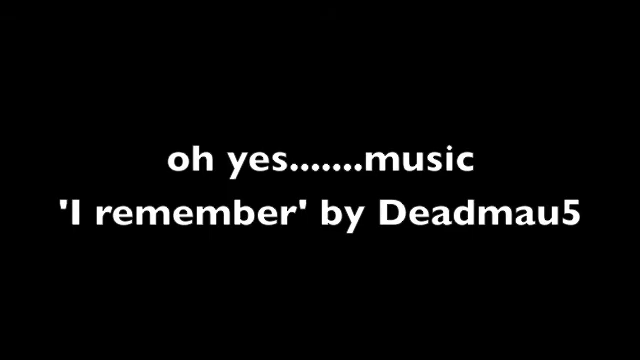 oh yes.......music
'I remember' by Deadmau5